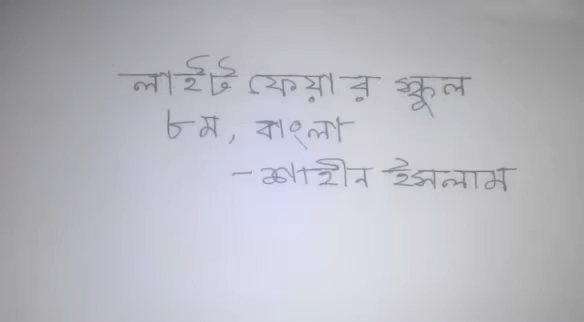 লাইট ফেয়ার স্কুল
৮ম, বাংলা
- শাহীন ইসলাম